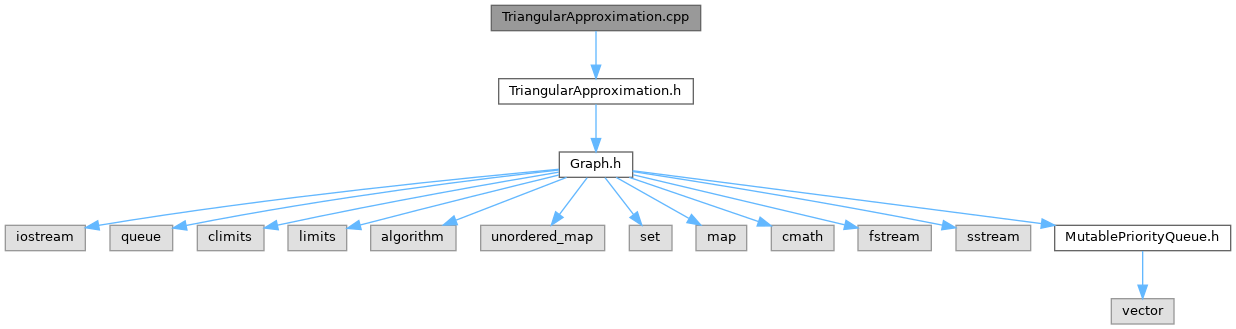 TriangularApproximation.cpp
TriangularApproximation.h
Graph.h
iostream
queue
climits
limits
algorithm
unordered_map
set
map
cmath
fstream
sstream
MutablePriorityQueue.h
vector